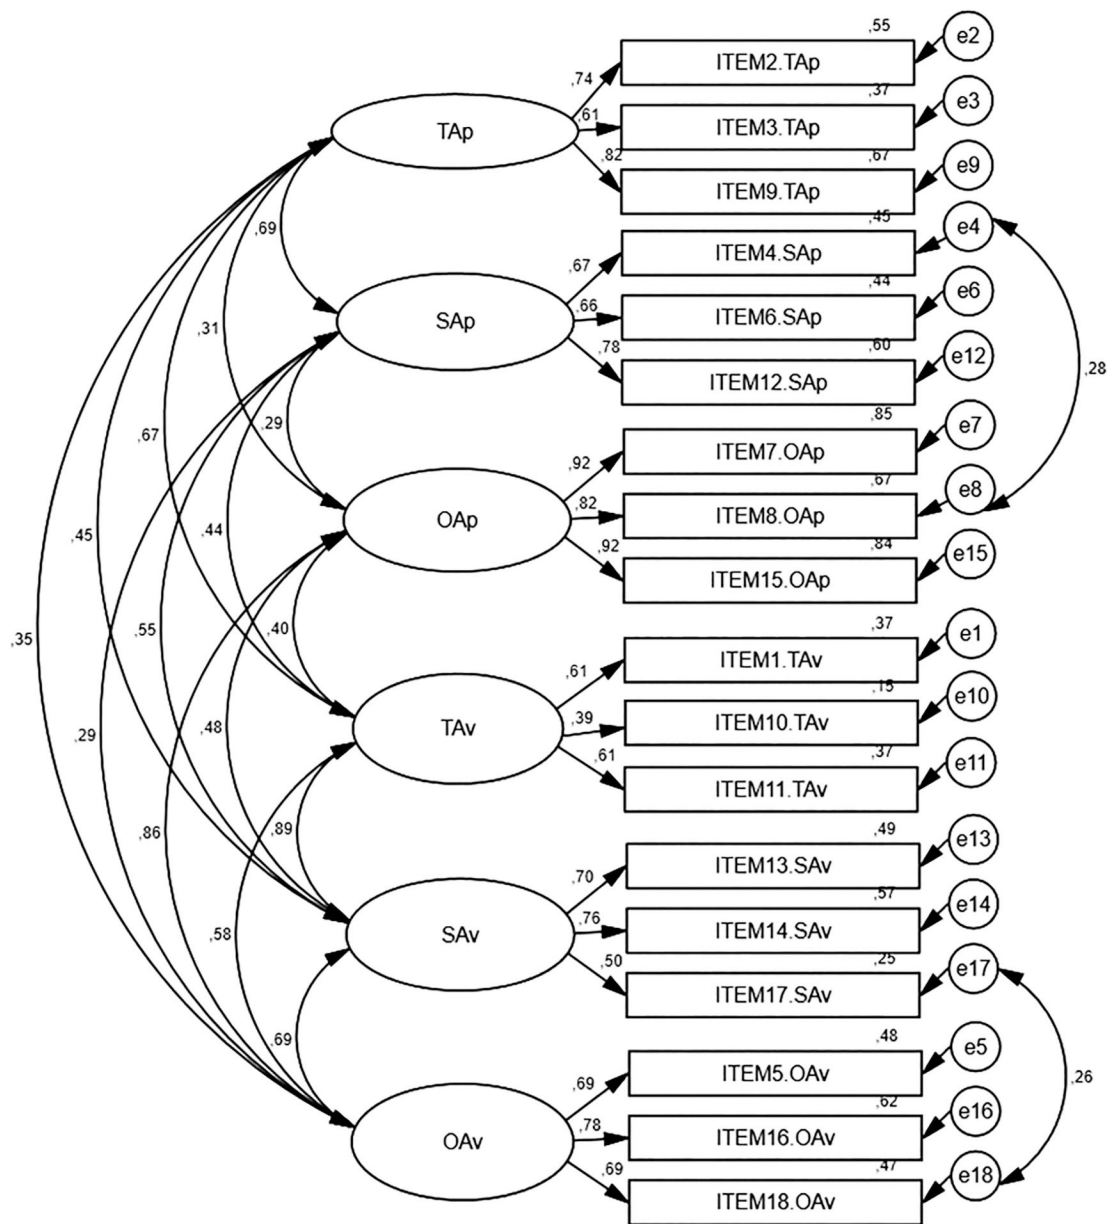 ,55
e2
ITEM2.TAp
,74
,37
e3
TAp
,61
ITEM3.TAp
,82
,67
e9
ITEM9.TAp
,45
e4
,69
ITEM4.SAp
,67
,44
e6
SAp
,66
ITEM6.SAp
,31
,78
,60
e12
,28
ITEM12.SAp
,85
e7
,29
,67
ITEM7.OAp
,92
,67
e8
OAp
,82
ITEM8.OAp
,45
,44
,92
,84
e15
ITEM15.OAp
,37
e1
,35
,55
,40
ITEM1.TAv
,61
,15
e10
TAv
,39
ITEM10.TAv
,29
,48
,61
,37
e11
ITEM11.TAv
,49
e13
,86
,89
ITEM13.SAv
,70
,57
e14
SAv
,76
ITEM14.SAv
,58
,50
,25
e17
ITEM17.SAv
,48
e5
,69
ITEM5.OAv
,26
,69
,62
e16
OAv
,78
ITEM16.OAv
,69
,47
e18
ITEM18.OAv